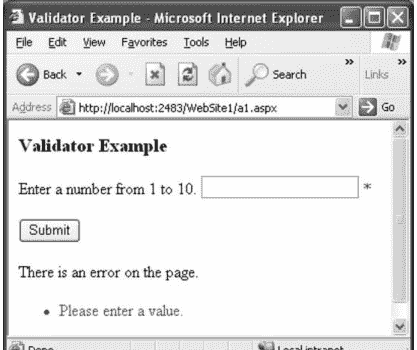 Validator Example - Microsoft Internet Explorer
File Edit View Favorites Tools Help
Back Search » Links »
Address http://localhost:2483/WebSite1/a1.aspx Go
Validator Example
Enter a number from 1 to 10. *
Submit
There is an error on the page.
• Please enter a value.
Done Local intranet